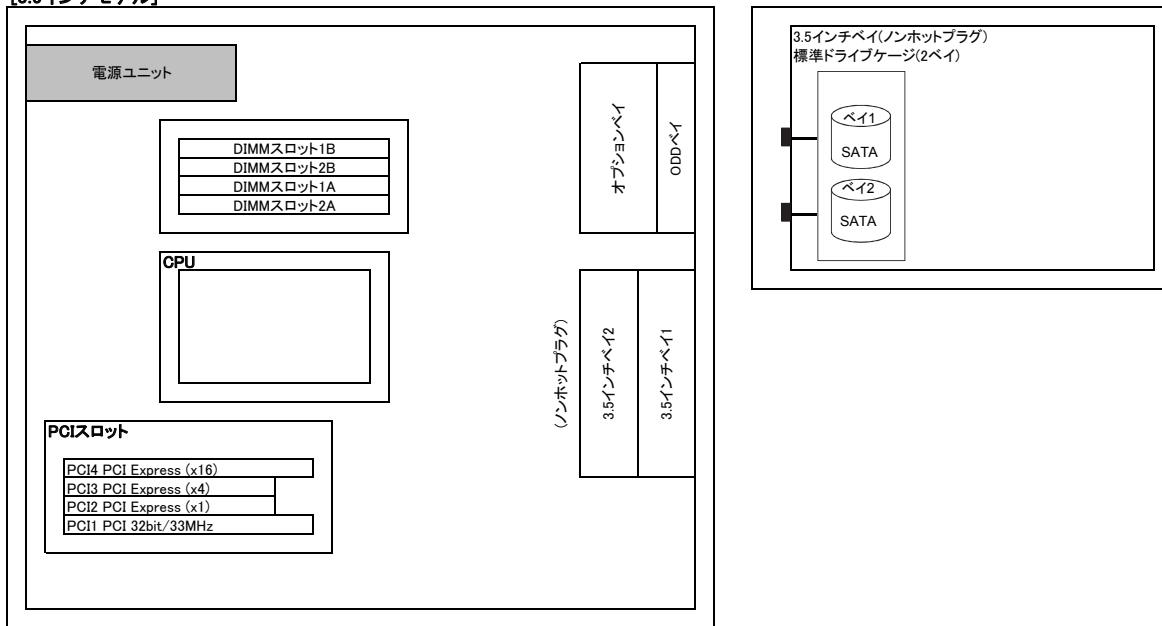 電源ユニット
DIMMスロット1B
DIMMスロット2B
DIMMスロット1A
DIMMスロット2A
CPU
PCIスロット
PCI4 PCI Express (x16)
PCI3 PCI Express (x4)
PCI2 PCI Express (x1)
PCI1 PCI 32bit/33MHz
オプションベイ
ODDベイ
(ノンホットプラグ)
3.5インチベイ2
3.5インチベイ1
3.5インチベイ(ノンホットプラグ)
標準ドライブケージ(2ベイ)
ベイ1
SATA
ベイ2
SATA